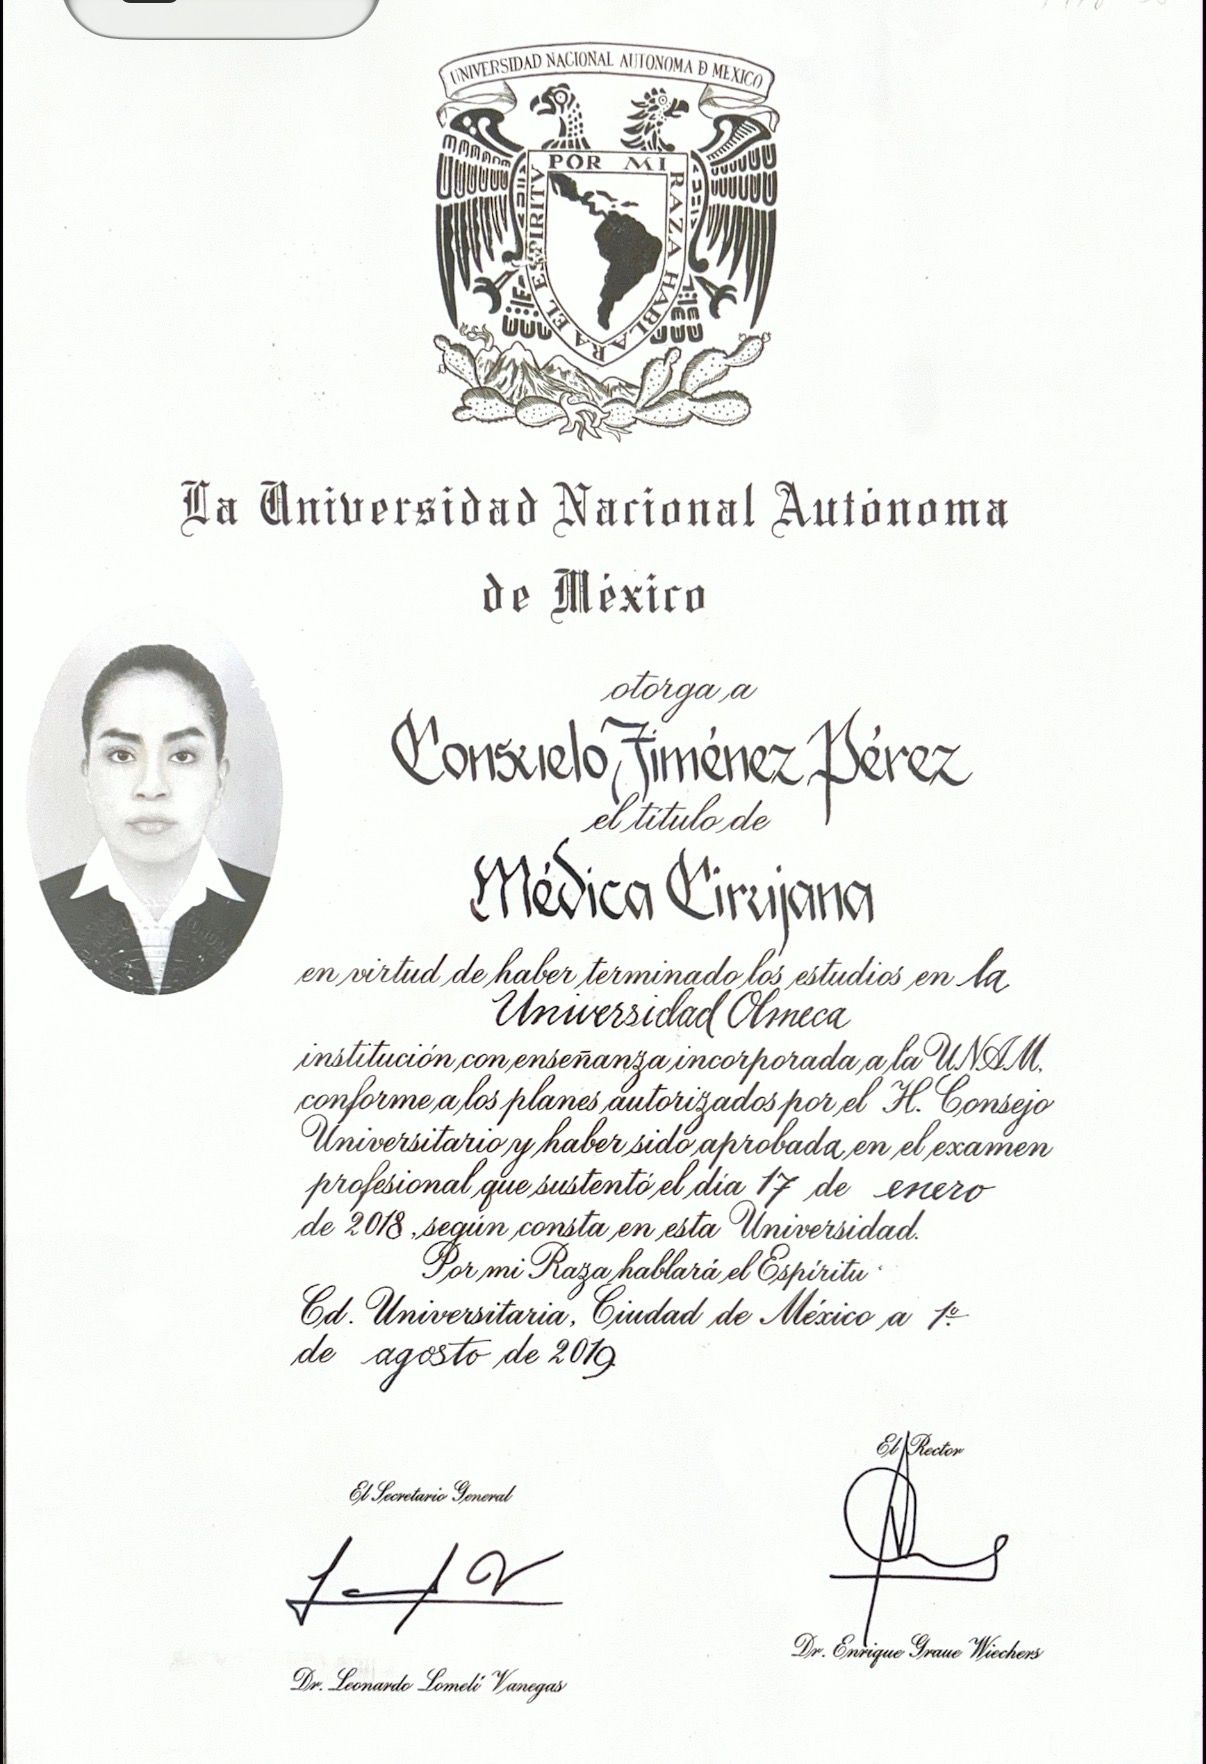 UNIVERSIDAD NACIONAL AUTONOMA D MEXICO
POR MI RAZA HABLARA EL ESPIRITU
La Universidad Nacional Autónoma
de México
otorga a
Consuelo Jiménez Pérez
el título de
Médica Cirujana
en virtud de haber terminado los estudios en la
Universidad Olmeca
institución con enseñanza incorporada a la UNAM,
conforme a los planes autorizados por el H. Consejo
Universitario y haber sido aprobada en el examen
profesional que sustentó el día 17 de enero
de 2018, según consta en esta Universidad.
Por mi Raza hablará el Espíritu
Cd. Universitaria, Ciudad de México a 1º
de agosto de 2019
El Rector
El Secretario General
Dr. Enrique Graue Wiechers
Dr. Leonardo Lomelí Vanegas